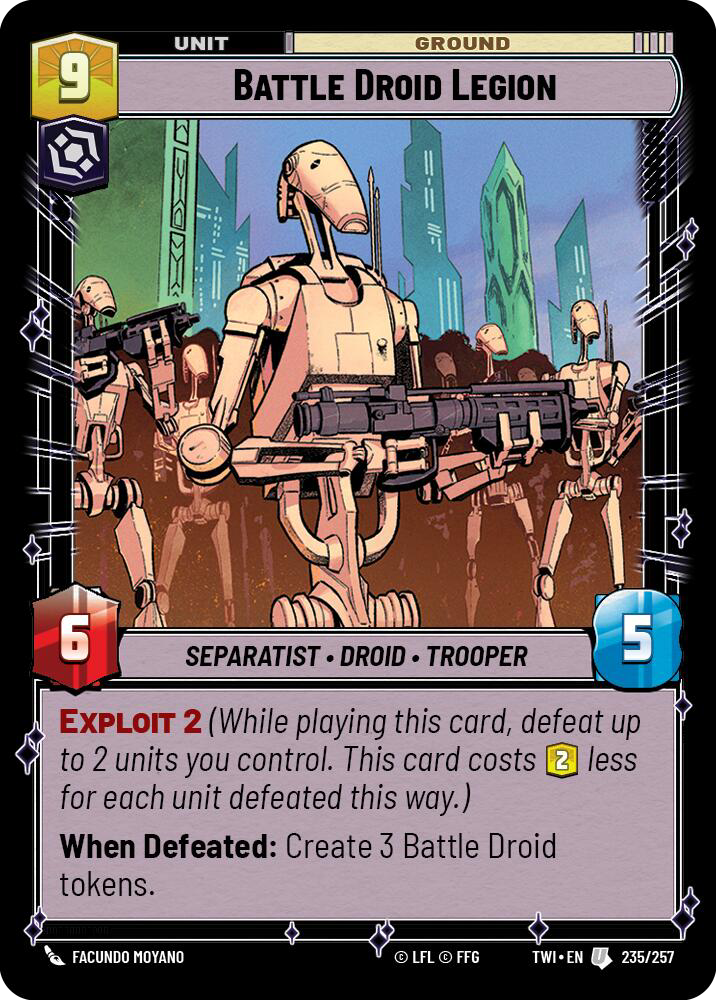 UNIT
GROUND
9
BATTLE DROID LEGION
6
SEPARATIST • DROID • TROOPER
5
EXPLOIT 2 (While playing this card, defeat up
to 2 units you control. This card costs 2 less
for each unit defeated this way.)
When Defeated: Create 3 Battle Droid
tokens.
FACUNDO MOYANO
© LFL © FFG
TWI • EN
U
235/257